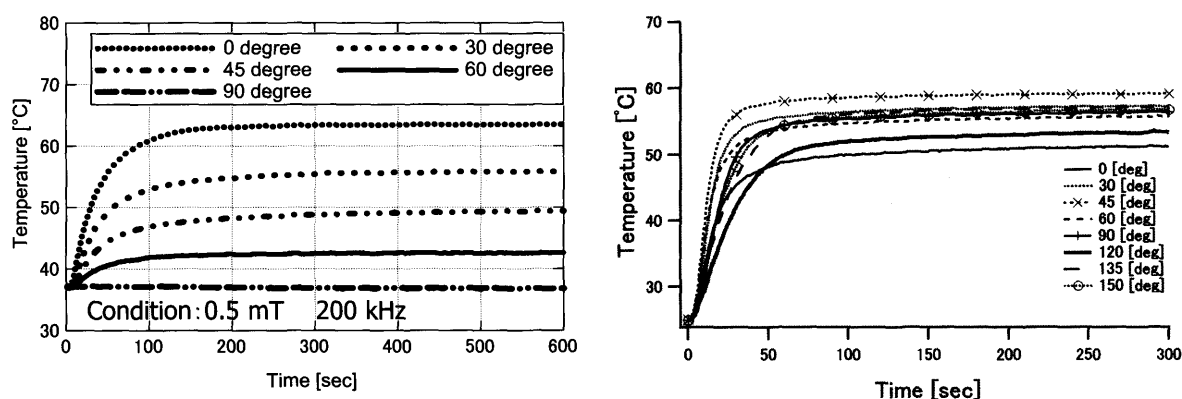 80
70
60
50
40
30
Temperature [°C]
0 degree
30 degree
45 degree
60 degree
90 degree
Condition: 0.5 mT 200 kHz
0 100 200 300 400 500 600
Time [sec]
70
60
50
40
30
Temperature [°C]
0 [deg]
30 [deg]
45 [deg]
60 [deg]
90 [deg]
120 [deg]
135 [deg]
150 [deg]
0 50 100 150 200 250 300
Time [sec]